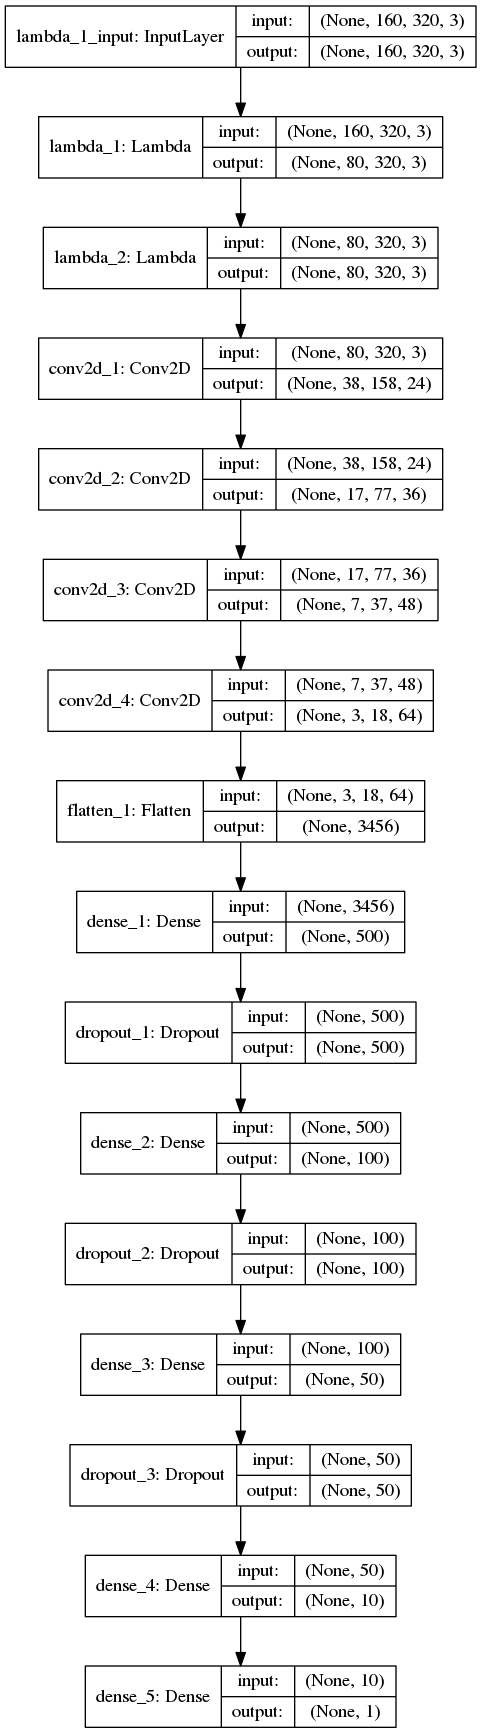 lambda_1_input: InputLayer
input: (None, 160, 320, 3)
output: (None, 160, 320, 3)
lambda_1: Lambda
input: (None, 160, 320, 3)
output: (None, 80, 320, 3)
lambda_2: Lambda
input: (None, 80, 320, 3)
output: (None, 80, 320, 3)
conv2d_1: Conv2D
input: (None, 80, 320, 3)
output: (None, 38, 158, 24)
conv2d_2: Conv2D
input: (None, 38, 158, 24)
output: (None, 17, 77, 36)
conv2d_3: Conv2D
input: (None, 17, 77, 36)
output: (None, 7, 37, 48)
conv2d_4: Conv2D
input: (None, 7, 37, 48)
output: (None, 3, 18, 64)
flatten_1: Flatten
input: (None, 3, 18, 64)
output: (None, 3456)
dense_1: Dense
input: (None, 3456)
output: (None, 500)
dropout_1: Dropout
input: (None, 500)
output: (None, 500)
dense_2: Dense
input: (None, 500)
output: (None, 100)
dropout_2: Dropout
input: (None, 100)
output: (None, 100)
dense_3: Dense
input: (None, 100)
output: (None, 50)
dropout_3: Dropout
input: (None, 50)
output: (None, 50)
dense_4: Dense
input: (None, 50)
output: (None, 10)
dense_5: Dense
input: (None, 10)
output: (None, 1)